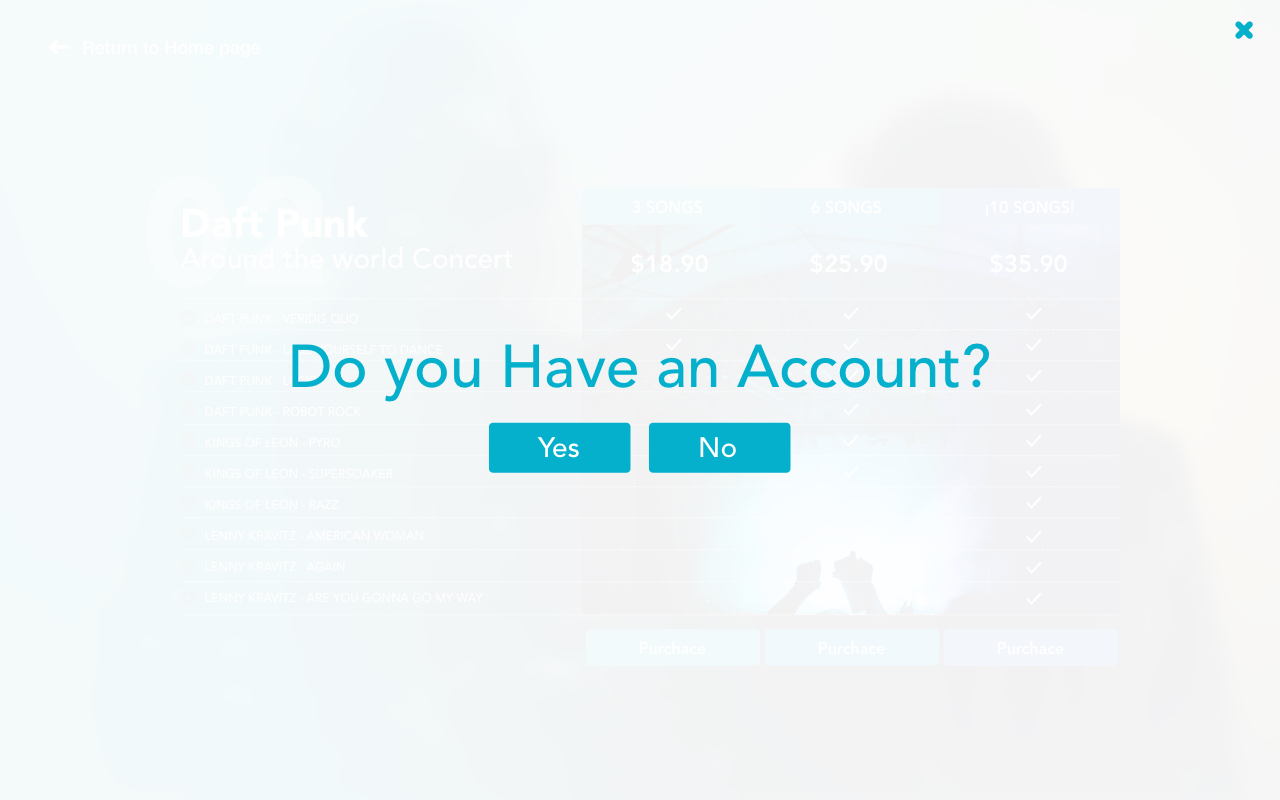 Return to Home page
02
Daft Punk
Around the world Concert
3 SONGS
6 SONGS
¡10 SONGS!
$18.90
$25.90
$35.90
DAFT PUNK - VERIDIS QUO
DAFT PUNK - YOURSELF TO DANCE
Do you Have an Account?
DAFT PUNK -
DAFT PUNK - ROBOT ROCK
Yes
No
KINGS OF LEON - PYRO
KINGS OF LEON - SUPERSOAKER
KINGS OF LEON - RAZZ
LENNY KRAVITZ - AMERICAN WOMAN
LENNY KRAVITZ - AGAIN
LENNY KRAVITZ - ARE YOU GONNA GO MY WAY
Purchace
Purchace
Purchace